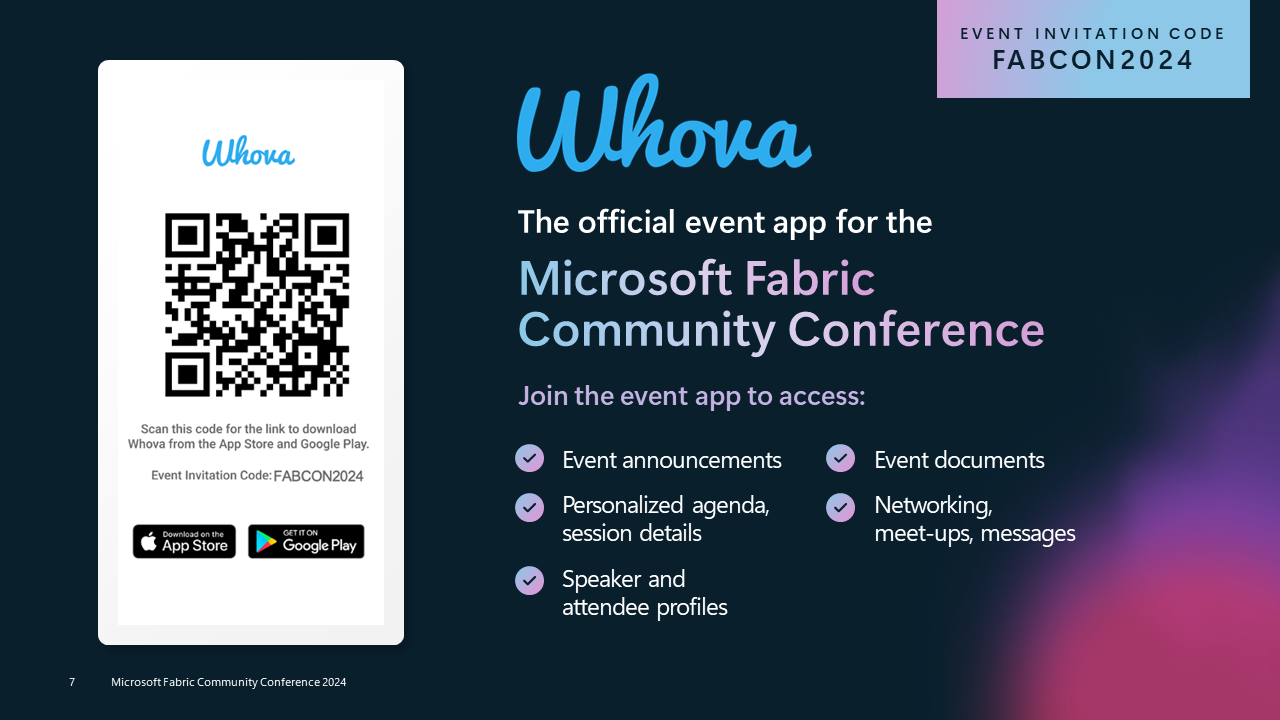 EVENT INVITATION CODE
FABCON2024
Whova
Scan this code for the link to download
Whova from the App Store and Google Play.
Event Invitation Code: FABCON2024
Download on the
App Store
GET IT ON
Google Play
Whova
The official event app for the
Microsoft Fabric
Community Conference
Join the event app to access:
Event announcements
Personalized agenda,
session details
Speaker and
attendee profiles
Event documents
Networking,
meet-ups, messages
7 Microsoft Fabric Community Conference 2024